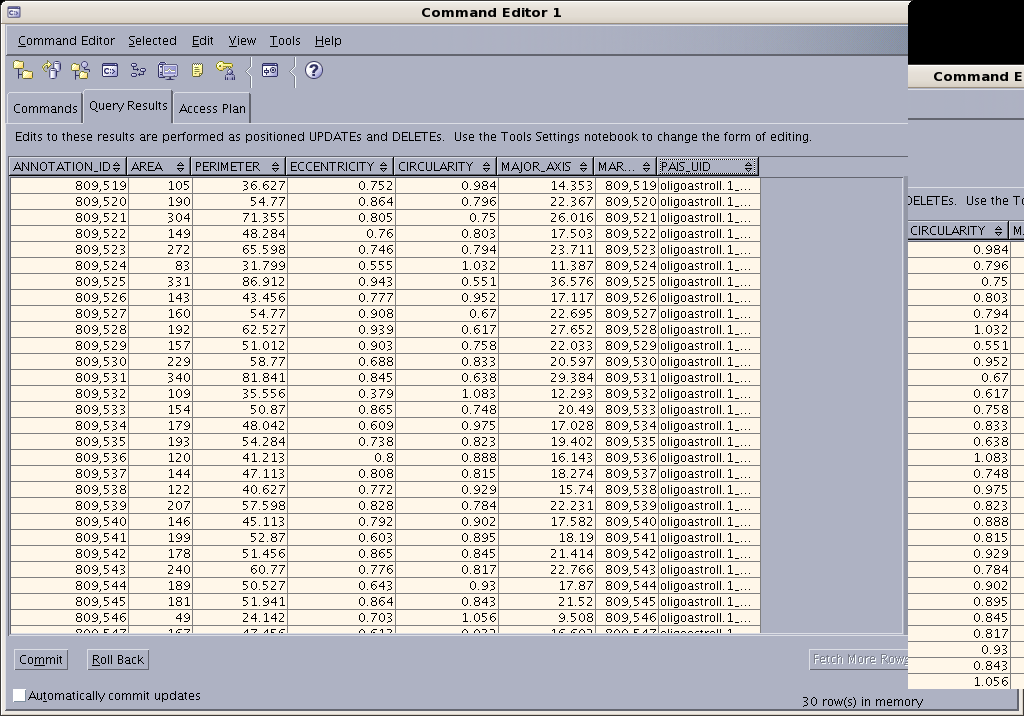 Command Editor 1
Command Editor Selected Edit View Tools Help
Commands Query Results Access Plan
Edits to these results are performed as positioned UPDATEs and DELETEs. Use the Tools Settings notebook to change the form of editing.
ANNOTATION_ID AREA PERIMETER ECCENTRICITY CIRCULARITY MAJOR_AXIS MAR... PAIS_UID
809,519 105 36.627 0.752 0.984 14.353 809,519 oligoastroll.1_...
809,520 190 54.77 0.864 0.796 22.367 809,520 oligoastroll.1_...
809,521 304 71.355 0.805 0.75 26.016 809,521 oligoastroll.1_...
809,522 149 48.284 0.76 0.803 17.503 809,522 oligoastroll.1_...
809,523 272 65.598 0.746 0.794 23.711 809,523 oligoastroll.1_...
809,524 83 31.799 0.555 1.032 11.387 809,524 oligoastroll.1_...
809,525 331 86.912 0.943 0.551 36.576 809,525 oligoastroll.1_...
809,526 143 43.456 0.777 0.952 17.117 809,526 oligoastroll.1_...
809,527 160 54.77 0.908 0.67 22.695 809,527 oligoastroll.1_...
809,528 192 62.527 0.939 0.617 27.652 809,528 oligoastroll.1_...
809,529 157 51.012 0.903 0.758 22.033 809,529 oligoastroll.1_...
809,530 229 58.77 0.688 0.833 20.597 809,530 oligoastroll.1_...
809,531 340 81.841 0.845 0.638 29.384 809,531 oligoastroll.1_...
809,532 109 35.556 0.379 1.083 12.293 809,532 oligoastroll.1_...
809,533 154 50.87 0.865 0.748 20.49 809,533 oligoastroll.1_...
809,534 179 48.042 0.609 0.975 17.028 809,534 oligoastroll.1_...
809,535 193 54.284 0.738 0.823 19.402 809,535 oligoastroll.1_...
809,536 120 41.213 0.8 0.888 16.143 809,536 oligoastroll.1_...
809,537 144 47.113 0.808 0.815 18.274 809,537 oligoastroll.1_...
809,538 122 40.627 0.772 0.929 15.74 809,538 oligoastroll.1_...
809,539 207 57.598 0.828 0.784 22.231 809,539 oligoastroll.1_...
809,540 146 45.113 0.792 0.902 17.582 809,540 oligoastroll.1_...
809,541 199 52.87 0.603 0.895 18.19 809,541 oligoastroll.1_...
809,542 178 51.456 0.865 0.845 21.414 809,542 oligoastroll.1_...
809,543 240 60.77 0.776 0.817 22.766 809,543 oligoastroll.1_...
809,544 189 50.527 0.643 0.93 17.87 809,544 oligoastroll.1_...
809,545 181 51.941 0.864 0.843 21.52 809,545 oligoastroll.1_...
809,546 49 24.142 0.703 1.056 9.508 809,546 oligoastroll.1_...
Commit Roll Back Fetch More Rows
Automatically commit updates
30 row(s) in memory
Command E
DELETEs. Use the To
CIRCULARITY M
0.984
0.796
0.75
0.803
0.794
1.032
0.551
0.952
0.67
0.617
0.758
0.833
0.638
1.083
0.748
0.975
0.823
0.888
0.815
0.929
0.784
0.902
0.895
0.845
0.817
0.93
0.843
1.056